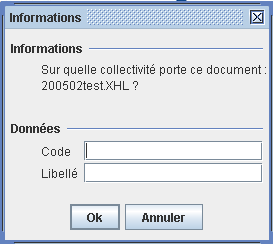 Informations
Informations
Sur quelle collectivité porte ce document :
200502test.XHL ?
Données
Code
Libellé
Ok
Annuler